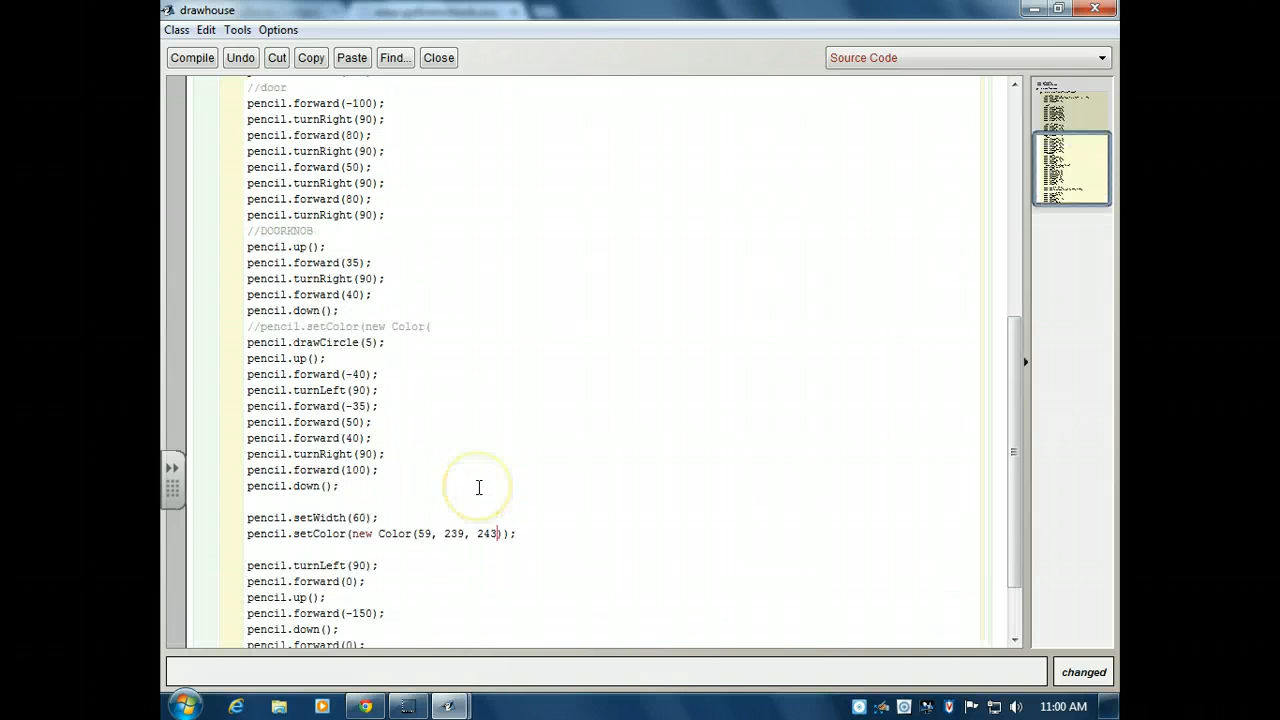 drawhouse
Class Edit Tools Options
Compile Undo Cut Copy Paste Find... Close Source Code
//door
pencil.forward(-100);
pencil.turnRight(90);
pencil.forward(80);
pencil.turnRight(90);
pencil.forward(50);
pencil.turnRight(90);
pencil.forward(80);
pencil.turnRight(90);
//DOORKNOB
pencil.up();
pencil.forward(35);
pencil.turnRight(90);
pencil.forward(40);
pencil.down();
//pencil.setColor(new Color(
pencil.drawCircle(5);
pencil.up();
pencil.forward(-40);
pencil.turnLeft(90);
pencil.forward(-35);
pencil.forward(50);
pencil.forward(40);
pencil.turnRight(90);
pencil.forward(100);
pencil.down();
pencil.setWidth(60);
pencil.setColor(new Color(59, 239, 243));
pencil.turnLeft(90);
pencil.forward(0);
pencil.up();
pencil.forward(-150);
pencil.down();
pencil.forward(0);
changed
11:00 AM